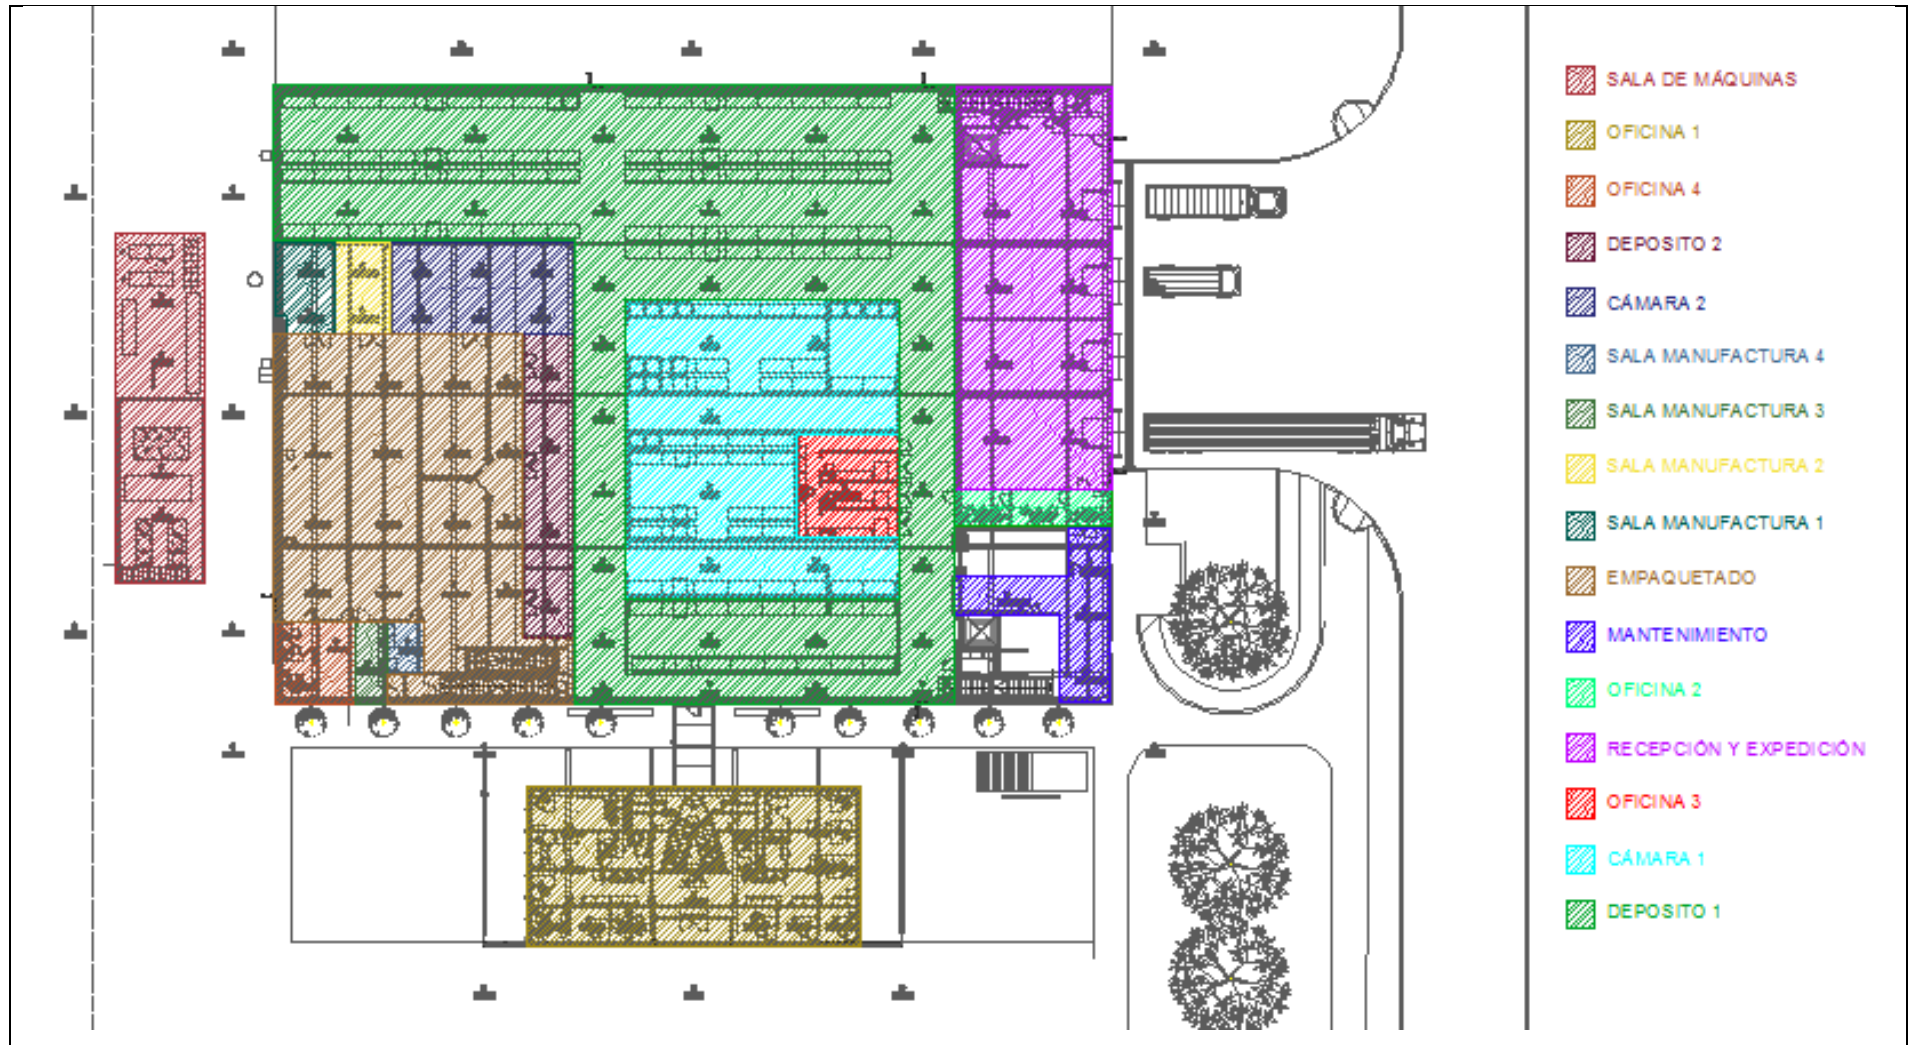 SALA DE MÁQUINAS
OFICINA 1
OFICINA 4
DEPOSITO 2
CÁMARA 2
SALA MANUFACTURA 4
SALA MANUFACTURA 3
SALA MANUFACTURA 2
SALA MANUFACTURA 1
EMPAQUETADO
MANTENIMIENTO
OFICINA 2
RECEPCIÓN Y EXPEDICIÓN
OFICINA 3
CÁMARA 1
DEPOSITO 1